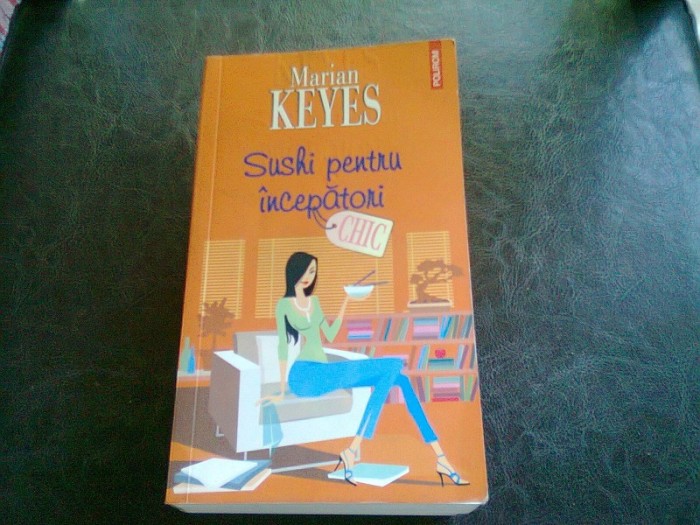 POLIROM
Marian
KEYES
Sushi pentru
începători
CHIC